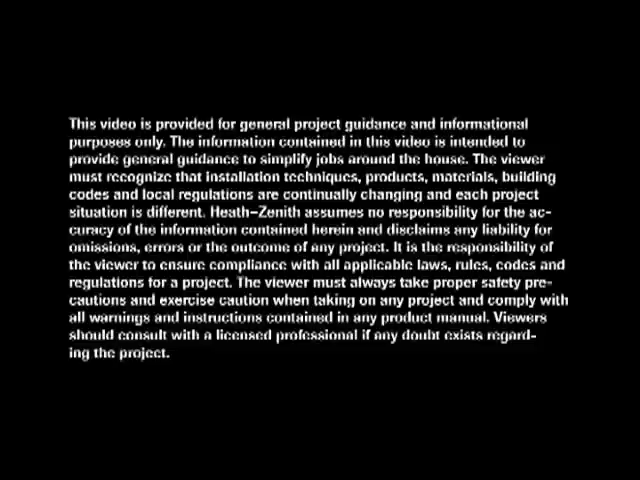 This video is provided for general project guidance and informational
purposes only. The information contained in this video is intended to
provide general guidance to simplify jobs around the house. The viewer
must recognize that installation techniques, products, materials, building
codes and local regulations are continually changing and each project
situation is different. Heath-Zenith assumes no responsibility for the ac-
curacy of the information contained herein and disclaims any liability for
omissions, errors or the outcome of any project. It is the responsibility of
the viewer to ensure compliance with all applicable laws, rules, codes and
regulations for a project. The viewer must always take proper safety pre-
cautions and exercise caution when taking on any project and comply with
all warnings and instructions contained in any product manual. Viewers
should consult with a licensed professional if any doubt exists regard-
ing the project.